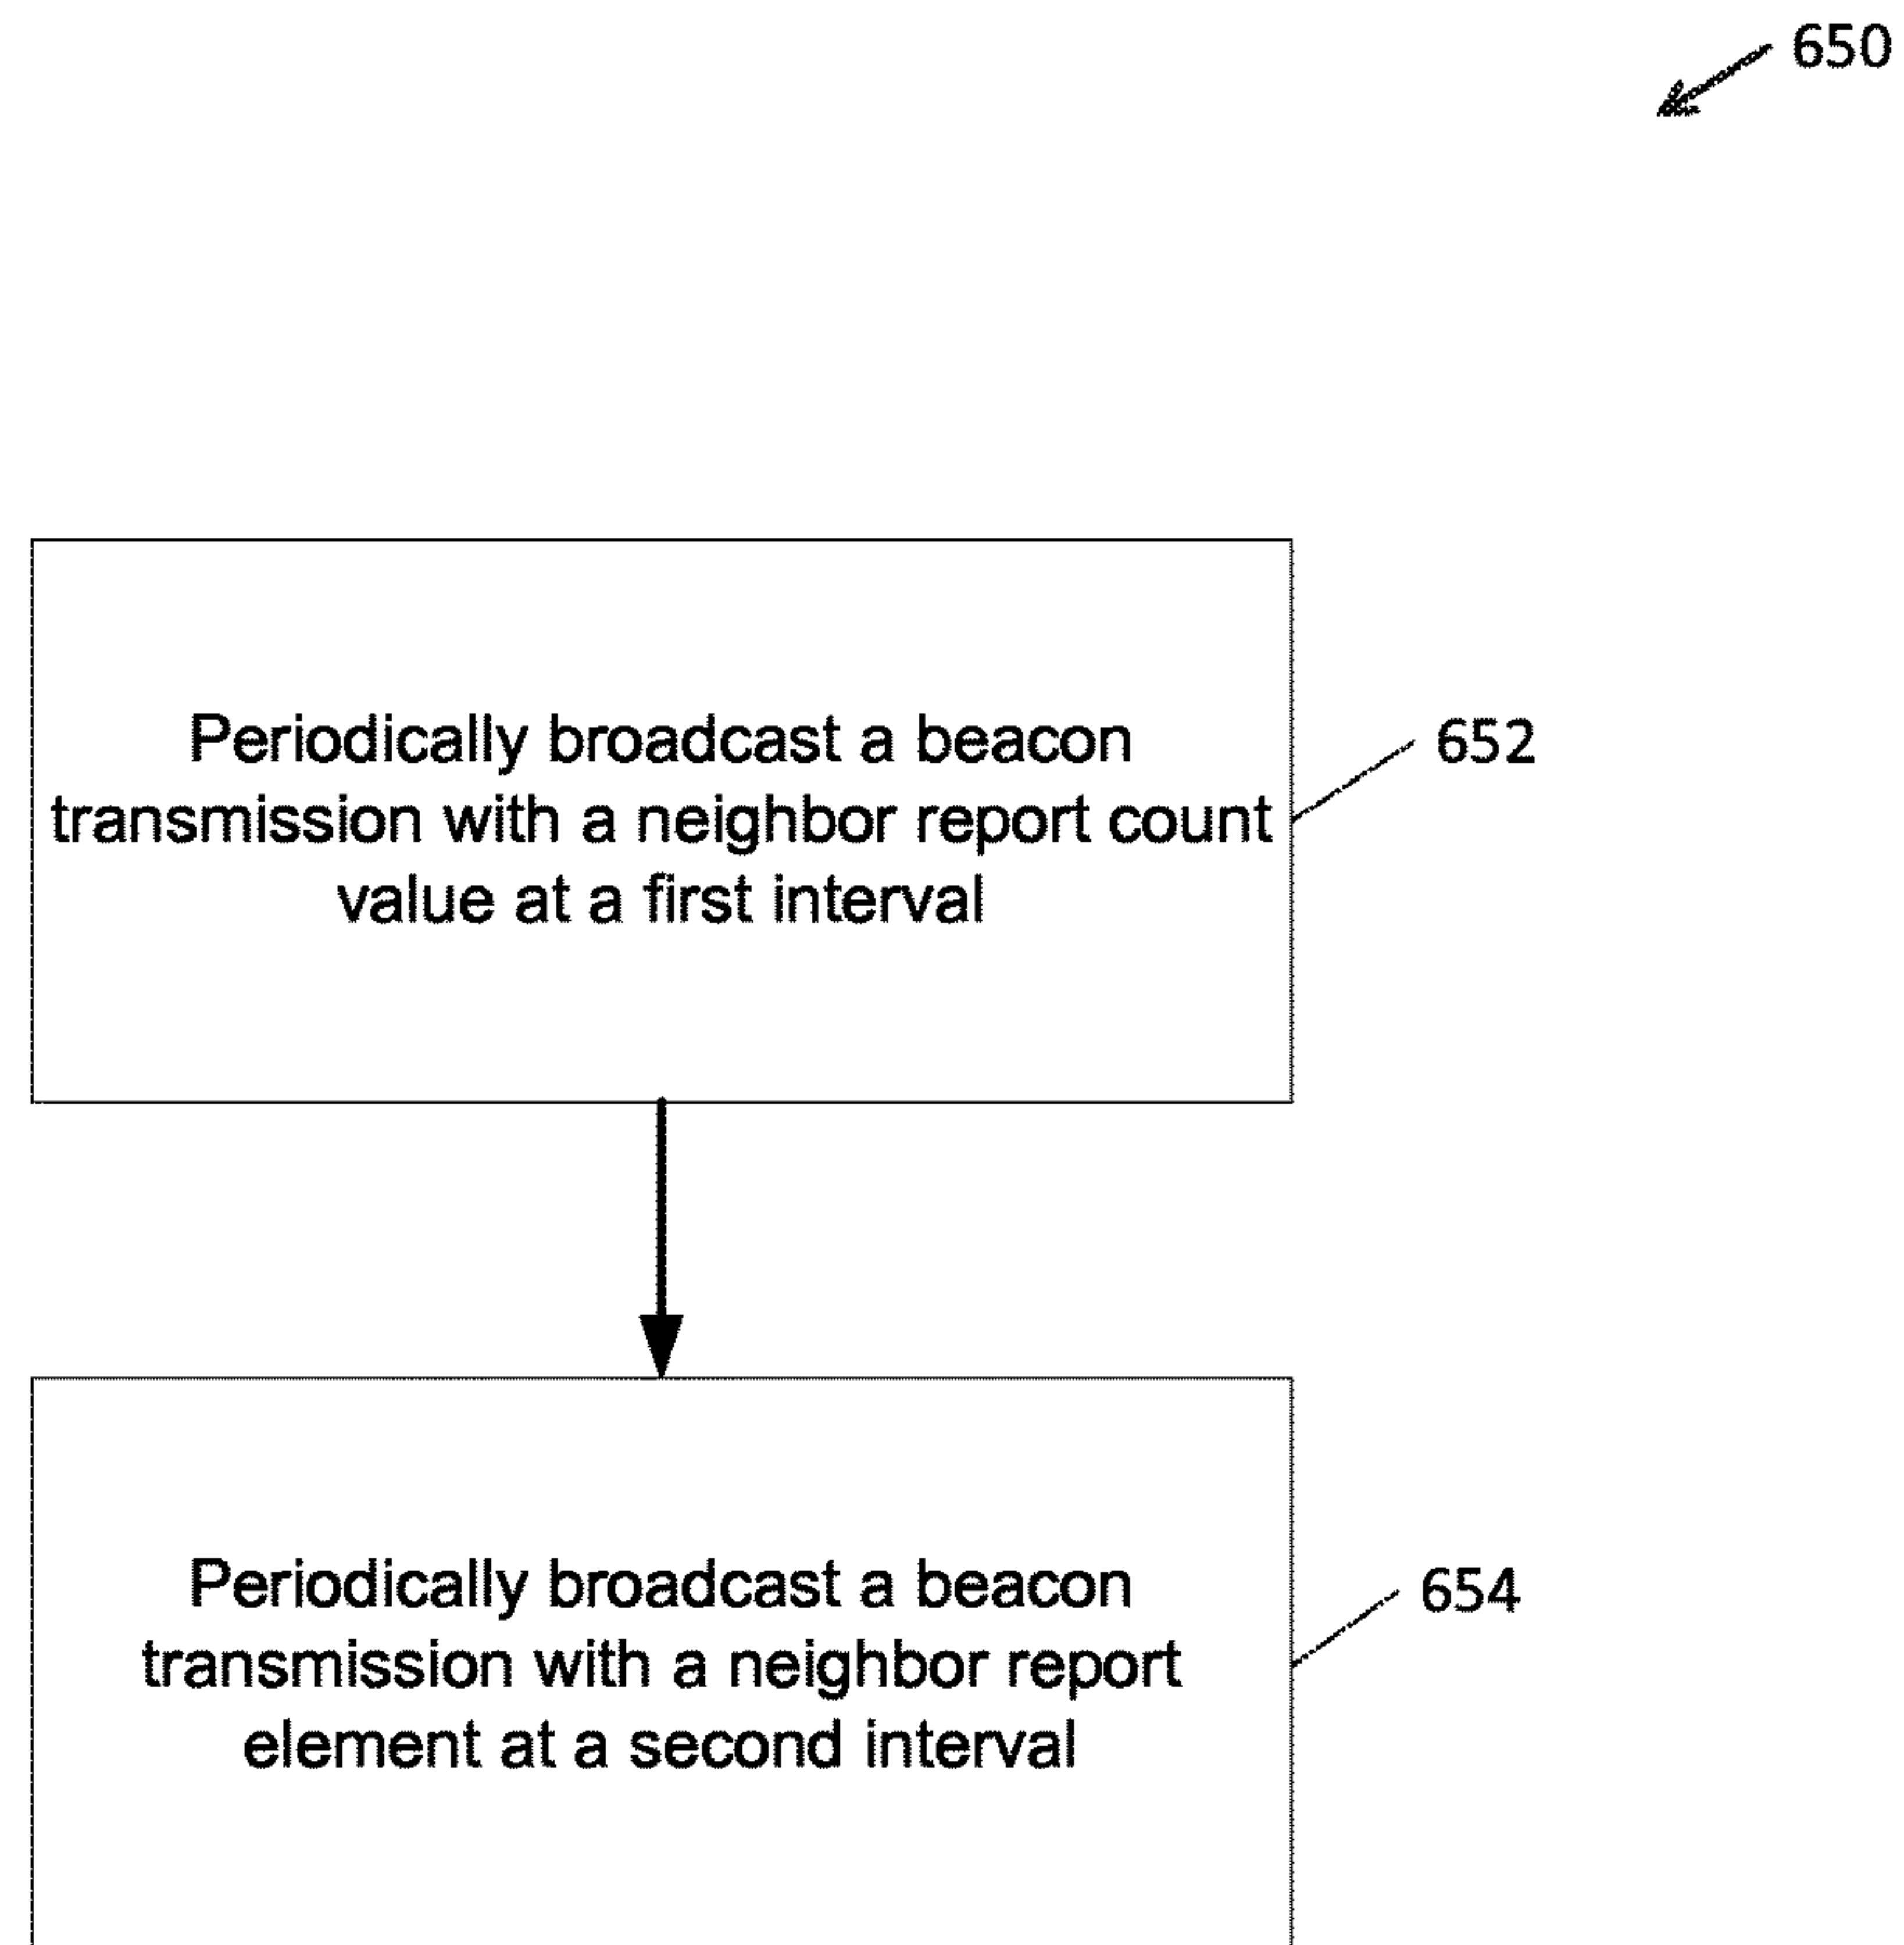 650
Periodically broadcast a beacon
transmission with a neighbor report count
value at a first interval
652
Periodically broadcast a beacon
transmission with a neighbor report
element at a second interval
654